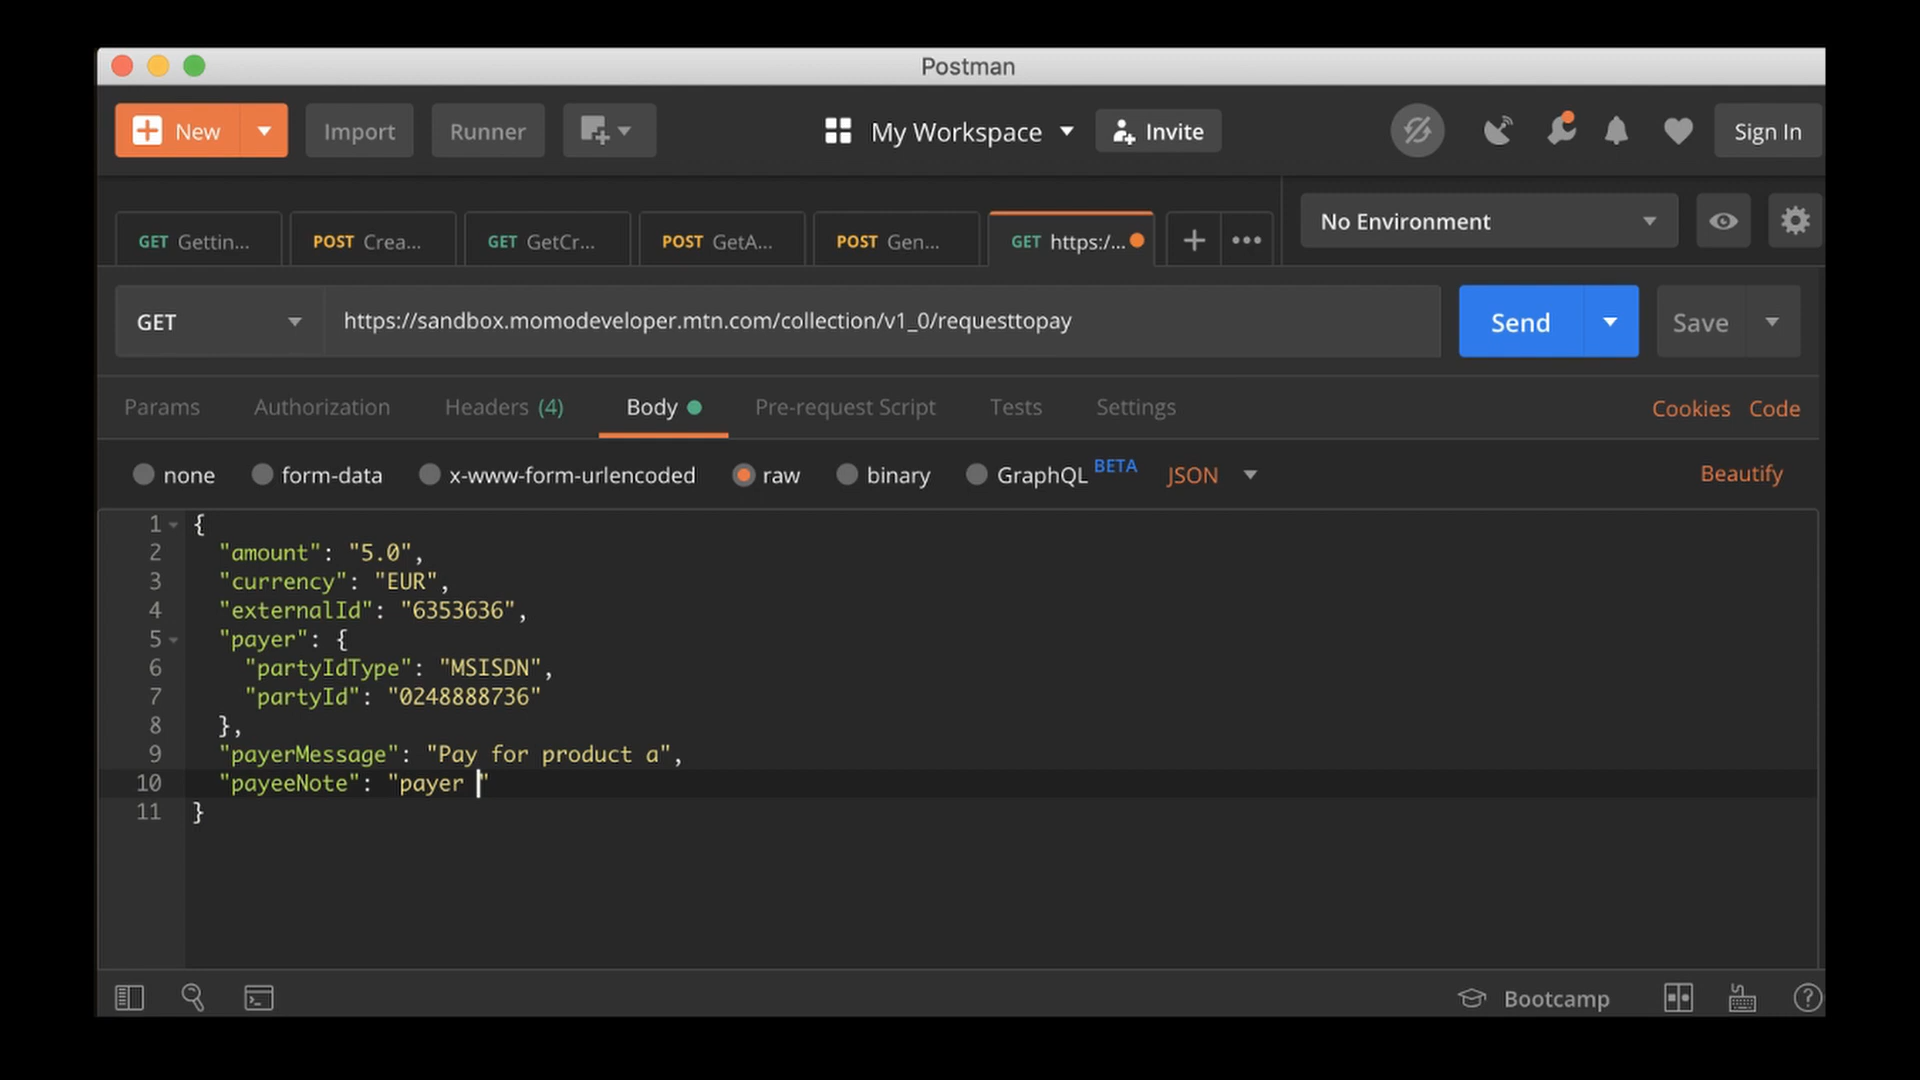 Postman
New Import Runner My Workspace Invite Sign In
GET Gettin... POST Crea... GET GetCr... POST GetA... POST Gen... GET https:/... No Environment
GET https://sandbox.momodeveloper.mtn.com/collection/v1_0/requesttopay Send Save
Params Authorization Headers (4) Body Pre-request Script Tests Settings Cookies Code
none form-data x-www-form-urlencoded raw binary GraphQL BETA JSON Beautify
1 {
2 "amount": "5.0",
3 "currency": "EUR",
4 "externalId": "6353636",
5 "payer": {
6 "partyIdType": "MSISDN",
7 "partyId": "0248888736"
8 },
9 "payerMessage": "Pay for product a",
10 "payeeNote": "payer "
11 }
Bootcamp